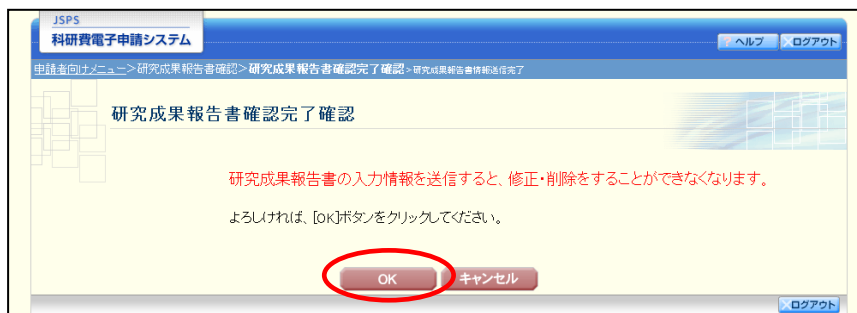 JSPS
科研費電子申請システム
? ヘルプ ×ログアウト
申請者向けメニュー>研究成果報告書確認>研究成果報告書確認完了確認>研究成果報告書情報送信完了
研究成果報告書確認完了確認
研究成果報告書の入力情報を送信すると、修正・削除をすることができなくなります。
よろしければ、[OK]ボタンをクリックしてください。
OK キャンセル
×ログアウト